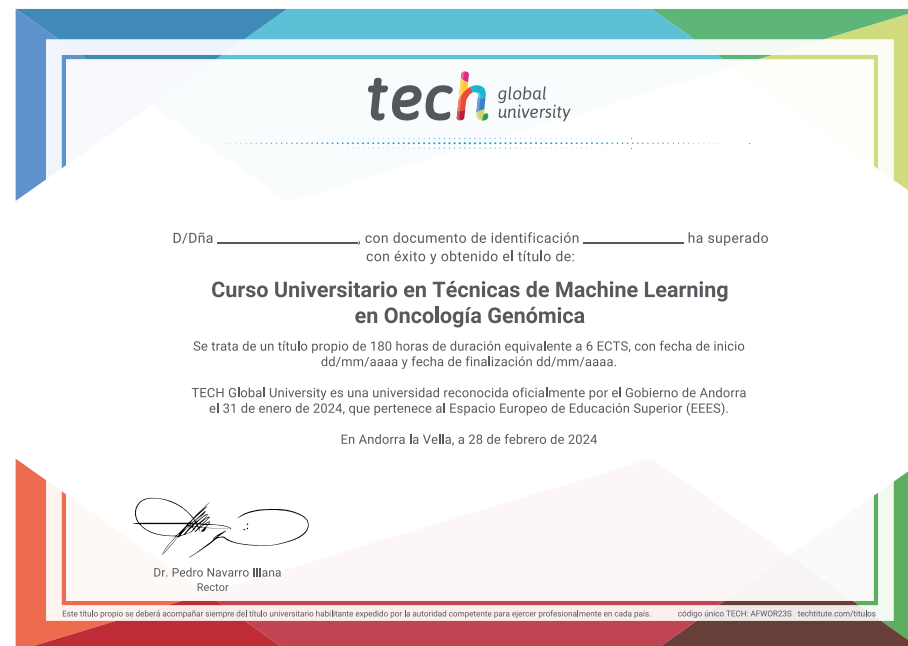 tech global university
D/Dña ____________________, con documento de identificación ______________ ha superado
con éxito y obtenido el título de:
Curso Universitario en Técnicas de Machine Learning
en Oncología Genómica
Se trata de un título propio de 180 horas de duración equivalente a 6 ECTS, con fecha de inicio
dd/mm/aaaa y fecha de finalización dd/mm/aaaa.
TECH Global University es una universidad reconocida oficialmente por el Gobierno de Andorra
el 31 de enero de 2024, que pertenece al Espacio Europeo de Educación Superior (EEES).
En Andorra la Vella, a 28 de febrero de 2024
Dr. Pedro Navarro Illana
Rector
Este título propio se deberá acompañar siempre del título universitario habilitante expedido por la autoridad competente para ejercer profesionalmente en cada país. código único TECH: AFWOR23S techtitute.com/titulos